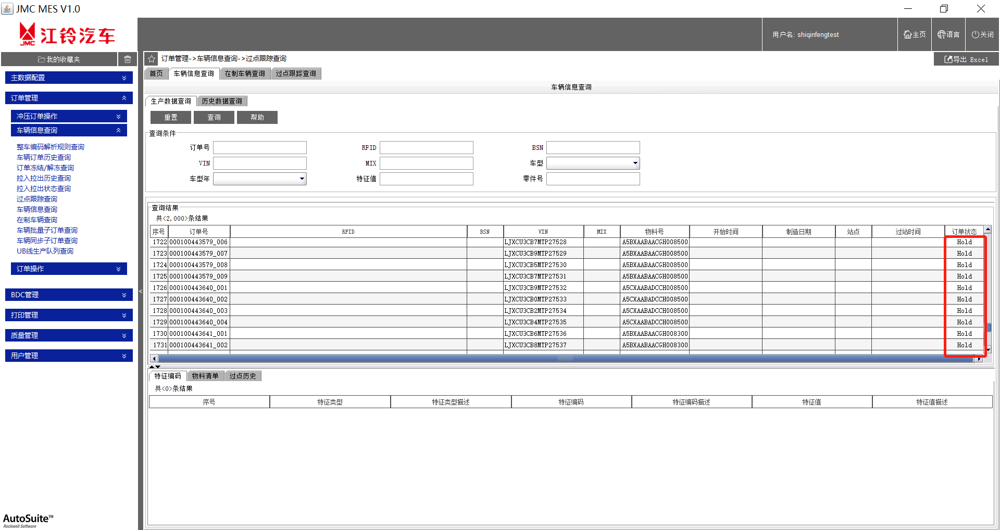 JMC MES V1.0
JMC 江铃汽车
用户名: shiqinfengtest
主页
语言
关闭
我的收藏夹
订单管理->车辆信息查询->过点跟踪查询
导出 Excel
首页 车辆信息查询 在制车辆查询 过点跟踪查询
车辆信息查询
主数据配置
订单管理
冲压订单操作
车辆信息查询
整车编码解析规则查询
车辆订单历史查询
订单冻结/解冻查询
拉入拉出历史查询
拉入拉出状态查询
过点跟踪查询
车辆信息查询
在制车辆查询
车辆批量子订单查询
车辆同步子订单查询
UB线生产队列查询
订单操作
BDC管理
打印管理
质量管理
用户管理
AutoSuite™
Rockwell Software
<
生产数据查询 历史数据查询
重置 查询 帮助
查询条件
订单号 RFID BSN
VIN MIX 车型
车型年 特征值 零件号
查询结果
共<2,000>条结果
序号 订单号 RFID BSN VIN MIX 物料号 开始时间 制造日期 站点 过站时间 订单状态
1722 000100443579_006 LJXCU3CB7MTP27528 A5BXAABAACGH008500 Hold
1723 000100443579_007 LJXCU3CB9MTP27529 A5BXAABAACGH008500 Hold
1724 000100443579_008 LJXCU3CB5MTP27530 A5BXAABAACGH008500 Hold
1725 000100443579_009 LJXCU3CB7MTP27531 A5BXAABAACGH008500 Hold
1726 000100443640_001 LJXCU3CB9MTP27532 A5CXAABADCCH008500 Hold
1727 000100443640_002 LJXCU3CB0MTP27533 A5CXAABADCCH008500 Hold
1728 000100443640_003 LJXCU3CB2MTP27534 A5CXAABADCCH008500 Hold
1729 000100443640_004 LJXCU3CB4MTP27535 A5CXAABADCCH008500 Hold
1730 000100443641_001 LJXCU3CB6MTP27536 A5BXAABAACGH008300 Hold
1731 000100443641_002 LJXCU3CB8MTP27537 A5BXAABAACGH008300 Hold
特征编码 物料清单 过点历史
共<0>条结果
序号 特征类型 特征类型描述 特征编码 特征编码描述 特征值 特征值描述